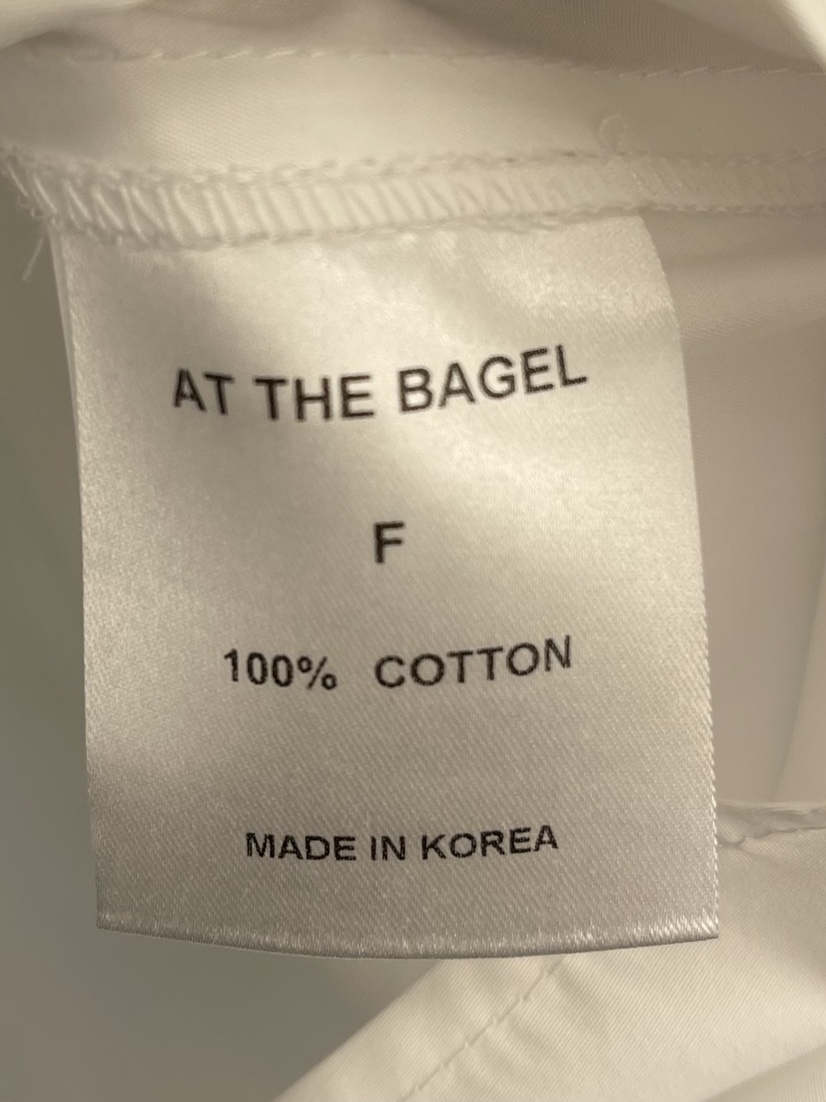 AT THE BAGEL
F
100% COTTON
MADE IN KOREA